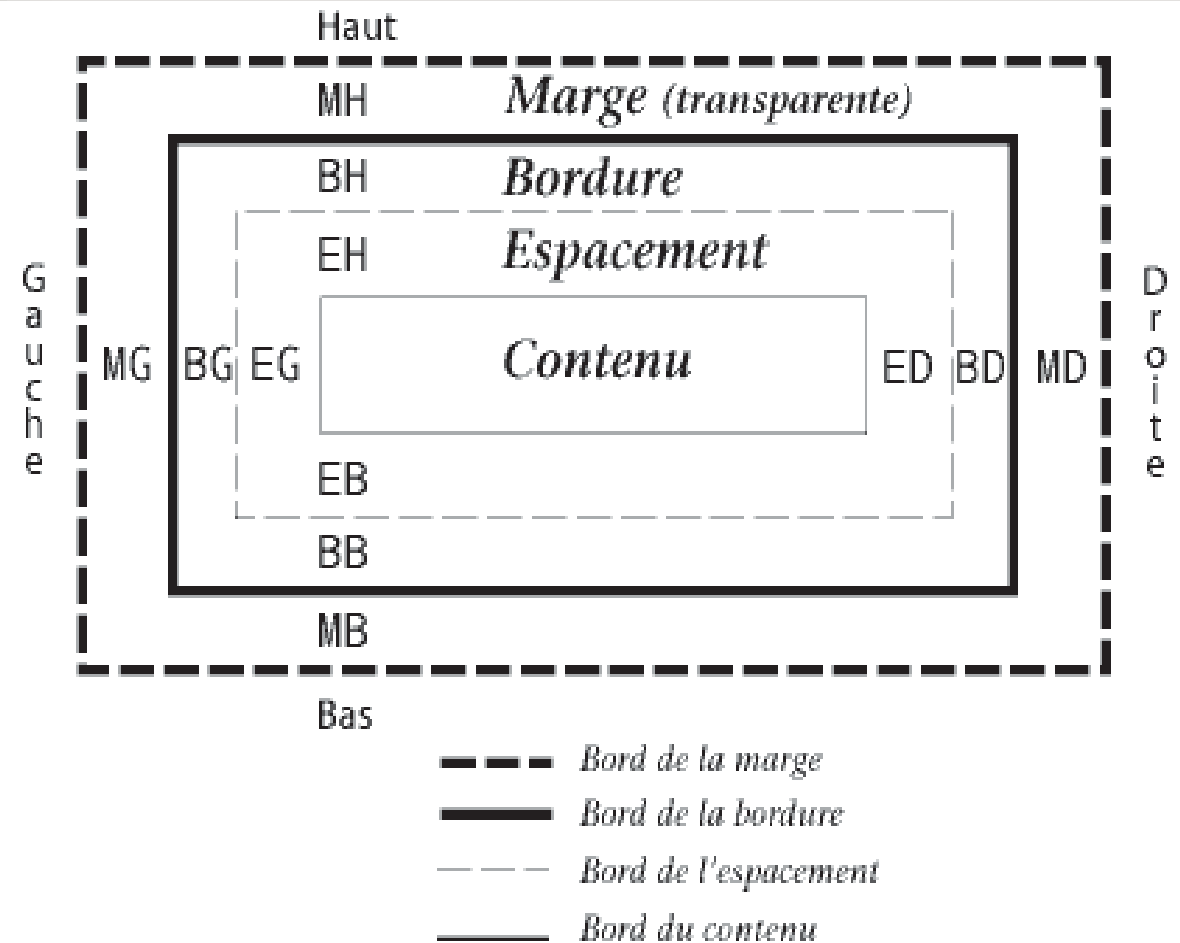 Haut
MH Marge (transparente)
BH Bordure
EH Espacement
Gauche
MG BG EG Contenu ED BD MD
Droite
EB
BB
MB
Bas
Bord de la marge
Bord de la bordure
Bord de l'espacement
Bord du contenu